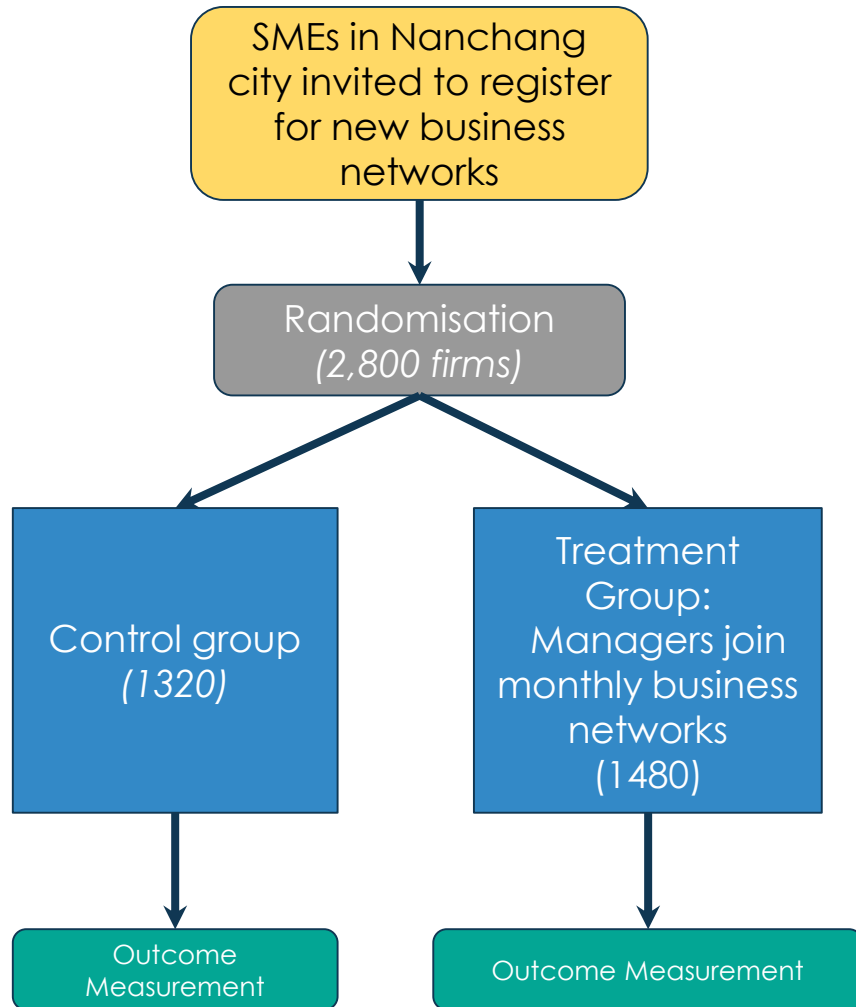 SMEs in Nanchang
city invited to register
for new business
networks
Randomisation
(2,800 firms)
Control group
(1320)
Treatment
Group:
Managers join
monthly business
networks
(1480)
Outcome
Measurement
Outcome Measurement